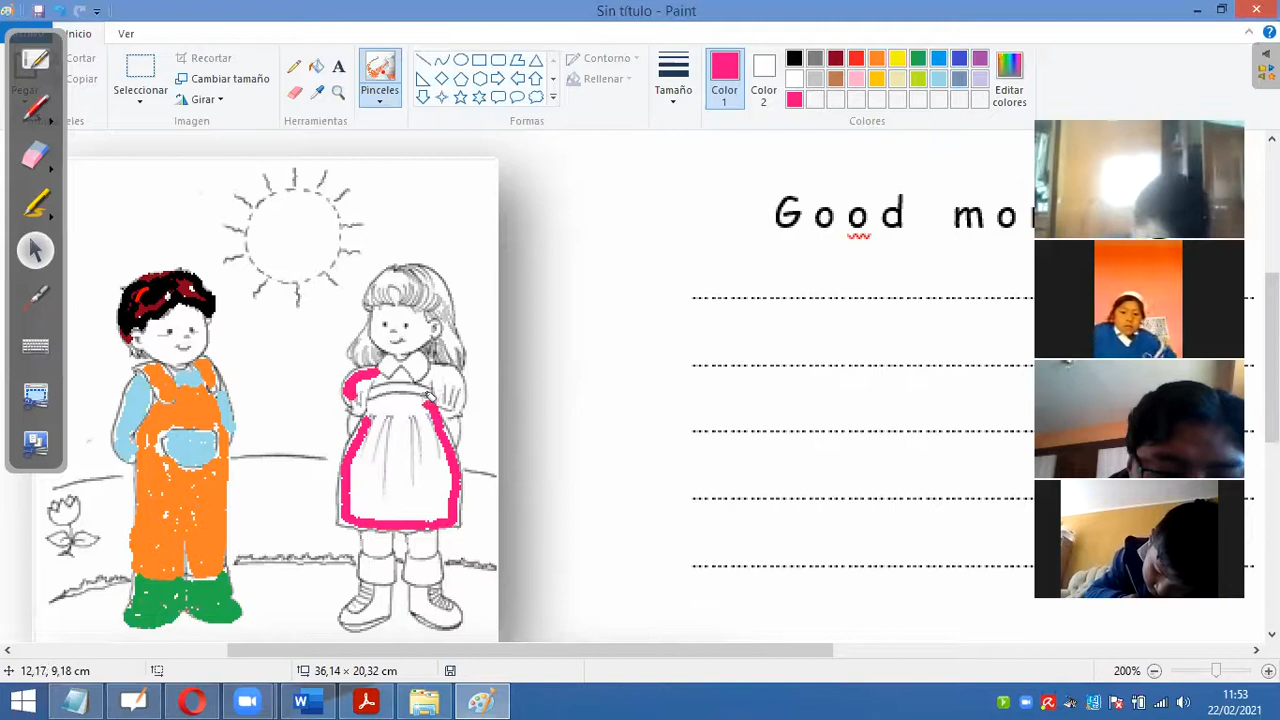 Sin título - Paint
Inicio Ver
Cortar
Copiar
Pegar
Seleccionar
Recortar
Cambiar tamaño
Girar
Imagen
Herramientas
Pinceles
Contorno
Rellenar
Formas
Tamaño
Color 1
Color 2
Editar colores
Colores
Good mor
12,17, 9,18 cm
36,14 × 20,32 cm
200%
11:53
22/02/2021